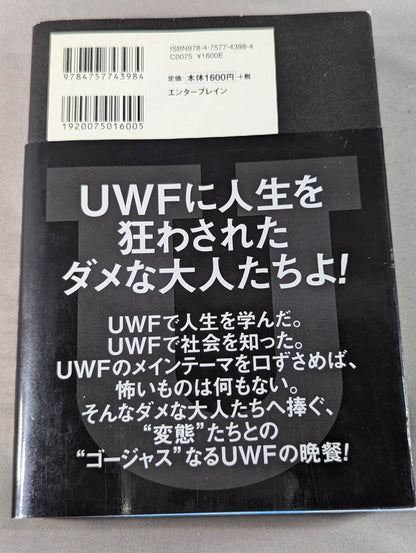 ISBN978-4-7577-4398-4
C0075 ¥1600E
9784757743984
定価 本体1600円 +税
エンターブレイン
1920075016005
U
UWFに人生を
狂わされた
ダメな大人たちよ!
UWFで人生を学んだ。
UWFで社会を知った。
UWFのメインテーマを口ずさめば、
怖いものは何もない。
そんなダメな大人たちへ捧ぐ、
“変態”たちとの
“ゴージャス”なるUWFの晩餐!